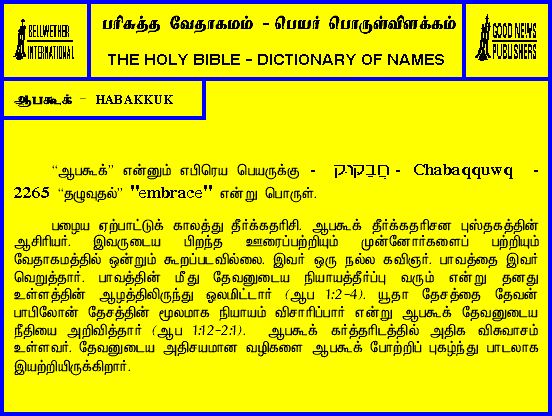 BELLWETHER
INTERNATIONAL
பரிசுத்த வேதாகமம் - பெயர் பொருள்விளக்கம்
THE HOLY BIBLE - DICTIONARY OF NAMES
GOOD NEWS
PUBLISHERS
ஆபகூக் - HABAKKUK
“ஆபகூக்” என்னும் எபிரெய பெயருக்கு - חֲבַקּוּק - Chabaqquwq -
2265 “தழுவுதல்” "embrace" என்று பொருள்.
பழைய ஏற்பாட்டுக் காலத்து தீர்க்கதரிசி. ஆபகூக் தீர்க்கதரிசன புஸ்தகத்தின்
ஆசிரியர். இவருடைய பிறந்த ஊரைப்பற்றியும் முன்னோர்களைப் பற்றியும்
வேதாகமத்தில் ஒன்றும் கூறப்படவில்லை. இவர் ஒரு நல்ல கவிஞர். பாவத்தை இவர்
வெறுத்தார். பாவத்தின் மீது தேவனுடைய நியாயத்தீர்ப்பு வரும் என்று தனது
உள்ளத்தின் ஆழத்திலிருந்து ஓலமிட்டார் (ஆப 1:2-4). யூதா தேசத்தை தேவன்
பாபிலோன் தேசத்தின் மூலமாக நியாயம் விசாரிப்பார் என்று ஆபகூக் தேவனுடைய
நீதியை அறிவித்தார் (ஆப 1:12-2:1). ஆபகூக் கர்த்தரிடத்தில் அதிக விசுவாசம்
உள்ளவர். தேவனுடைய அதிசயமான வழிகளை ஆபகூக் போற்றிப் புகழ்ந்து பாடலாக
இயற்றியிருக்கிறார்.